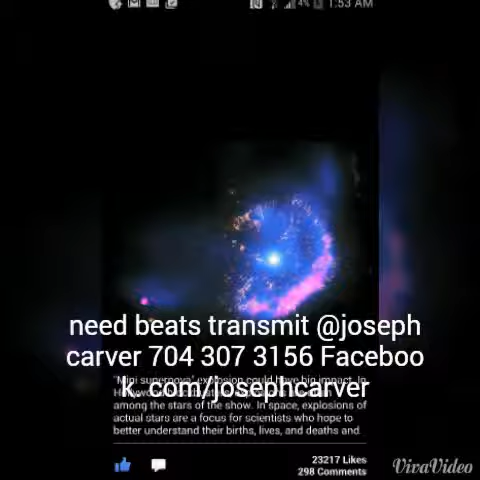 1:53 AM
need beats transmit @joseph
carver 704 307 3156 Faceboo
k. com/josephcarver
"Mini supernova" explosion could have big impact. In
among the stars of the show. In space, explosions of
actual stars are a focus for scientists who hope to
better understand their births, lives, and deaths and
23217 Likes
298 Comments
VivaVideo